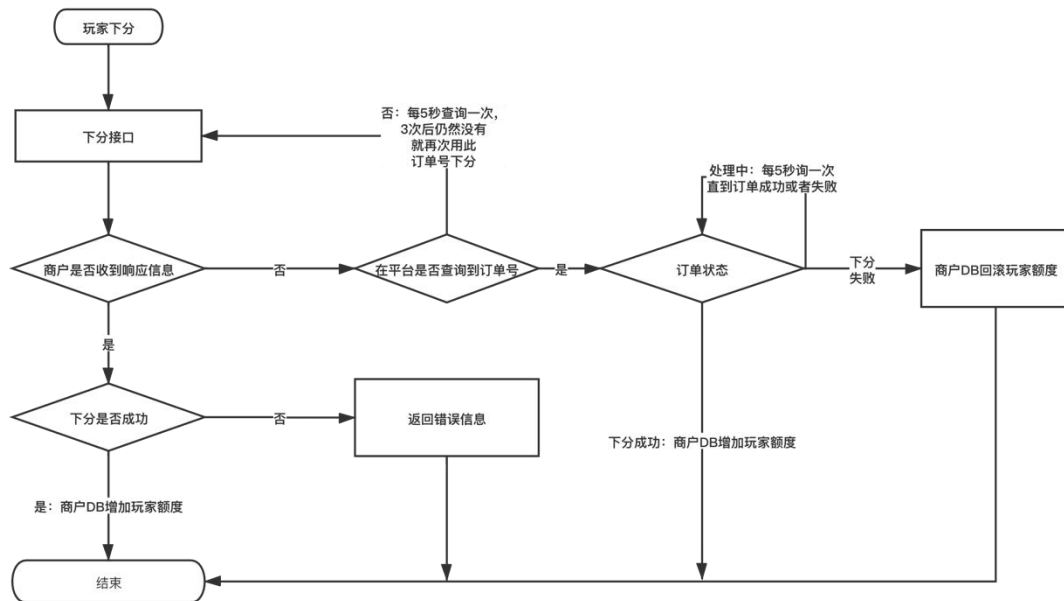 玩家下分
下分接口
否：每5秒查询一次，
3次后仍然没有
就再次用此
订单号下分
处理中：每5秒询一次
直到订单成功或者失败
商户是否收到响应信息
否
在平台是否查询到订单号
是
订单状态
下分
失败
商户DB回滚玩家额度
是
下分是否成功
否
返回错误信息
下分成功：商户DB增加玩家额度
是：商户DB增加玩家额度
结束